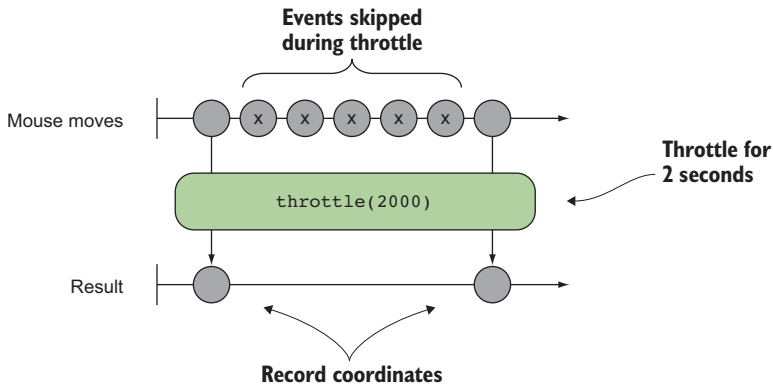 Events skipped
during throttle
Mouse moves
x x x x x
Throttle for
2 seconds
throttle(2000)
Result
Record coordinates